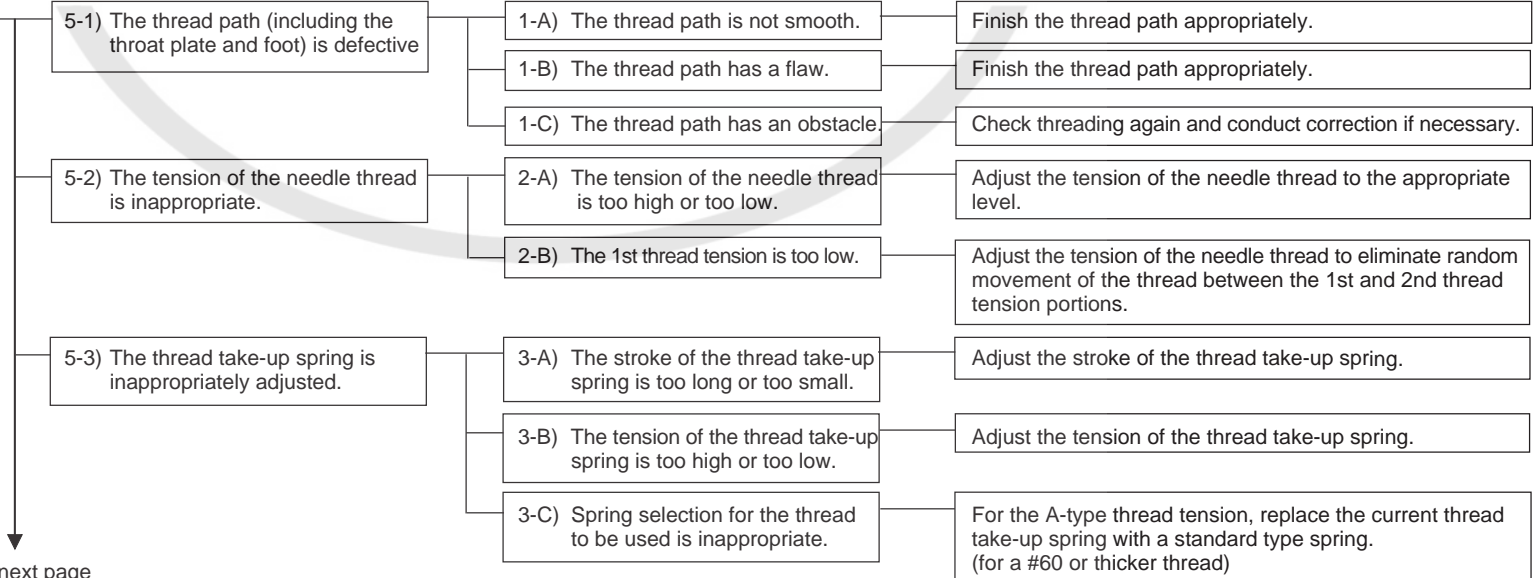 5-1) The thread path (including the
throat plate and foot) is defective
1-A) The thread path is not smooth.
Finish the thread path appropriately.
1-B) The thread path has a flaw.
Finish the thread path appropriately.
1-C) The thread path has an obstacle.
Check threading again and conduct correction if necessary.
5-2) The tension of the needle thread
is inappropriate.
2-A) The tension of the needle thread
is too high or too low.
Adjust the tension of the needle thread to the appropriate
level.
2-B) The 1st thread tension is too low.
Adjust the tension of the needle thread to eliminate random
movement of the thread between the 1st and 2nd thread
tension portions.
5-3) The thread take-up spring is
inappropriately adjusted.
3-A) The stroke of the thread take-up
spring is too long or too small.
Adjust the stroke of the thread take-up spring.
3-B) The tension of the thread take-up
spring is too high or too low.
Adjust the tension of the thread take-up spring.
3-C) Spring selection for the thread
to be used is inappropriate.
For the A-type thread tension, replace the current thread
take-up spring with a standard type spring.
(for a #60 or thicker thread)
next page